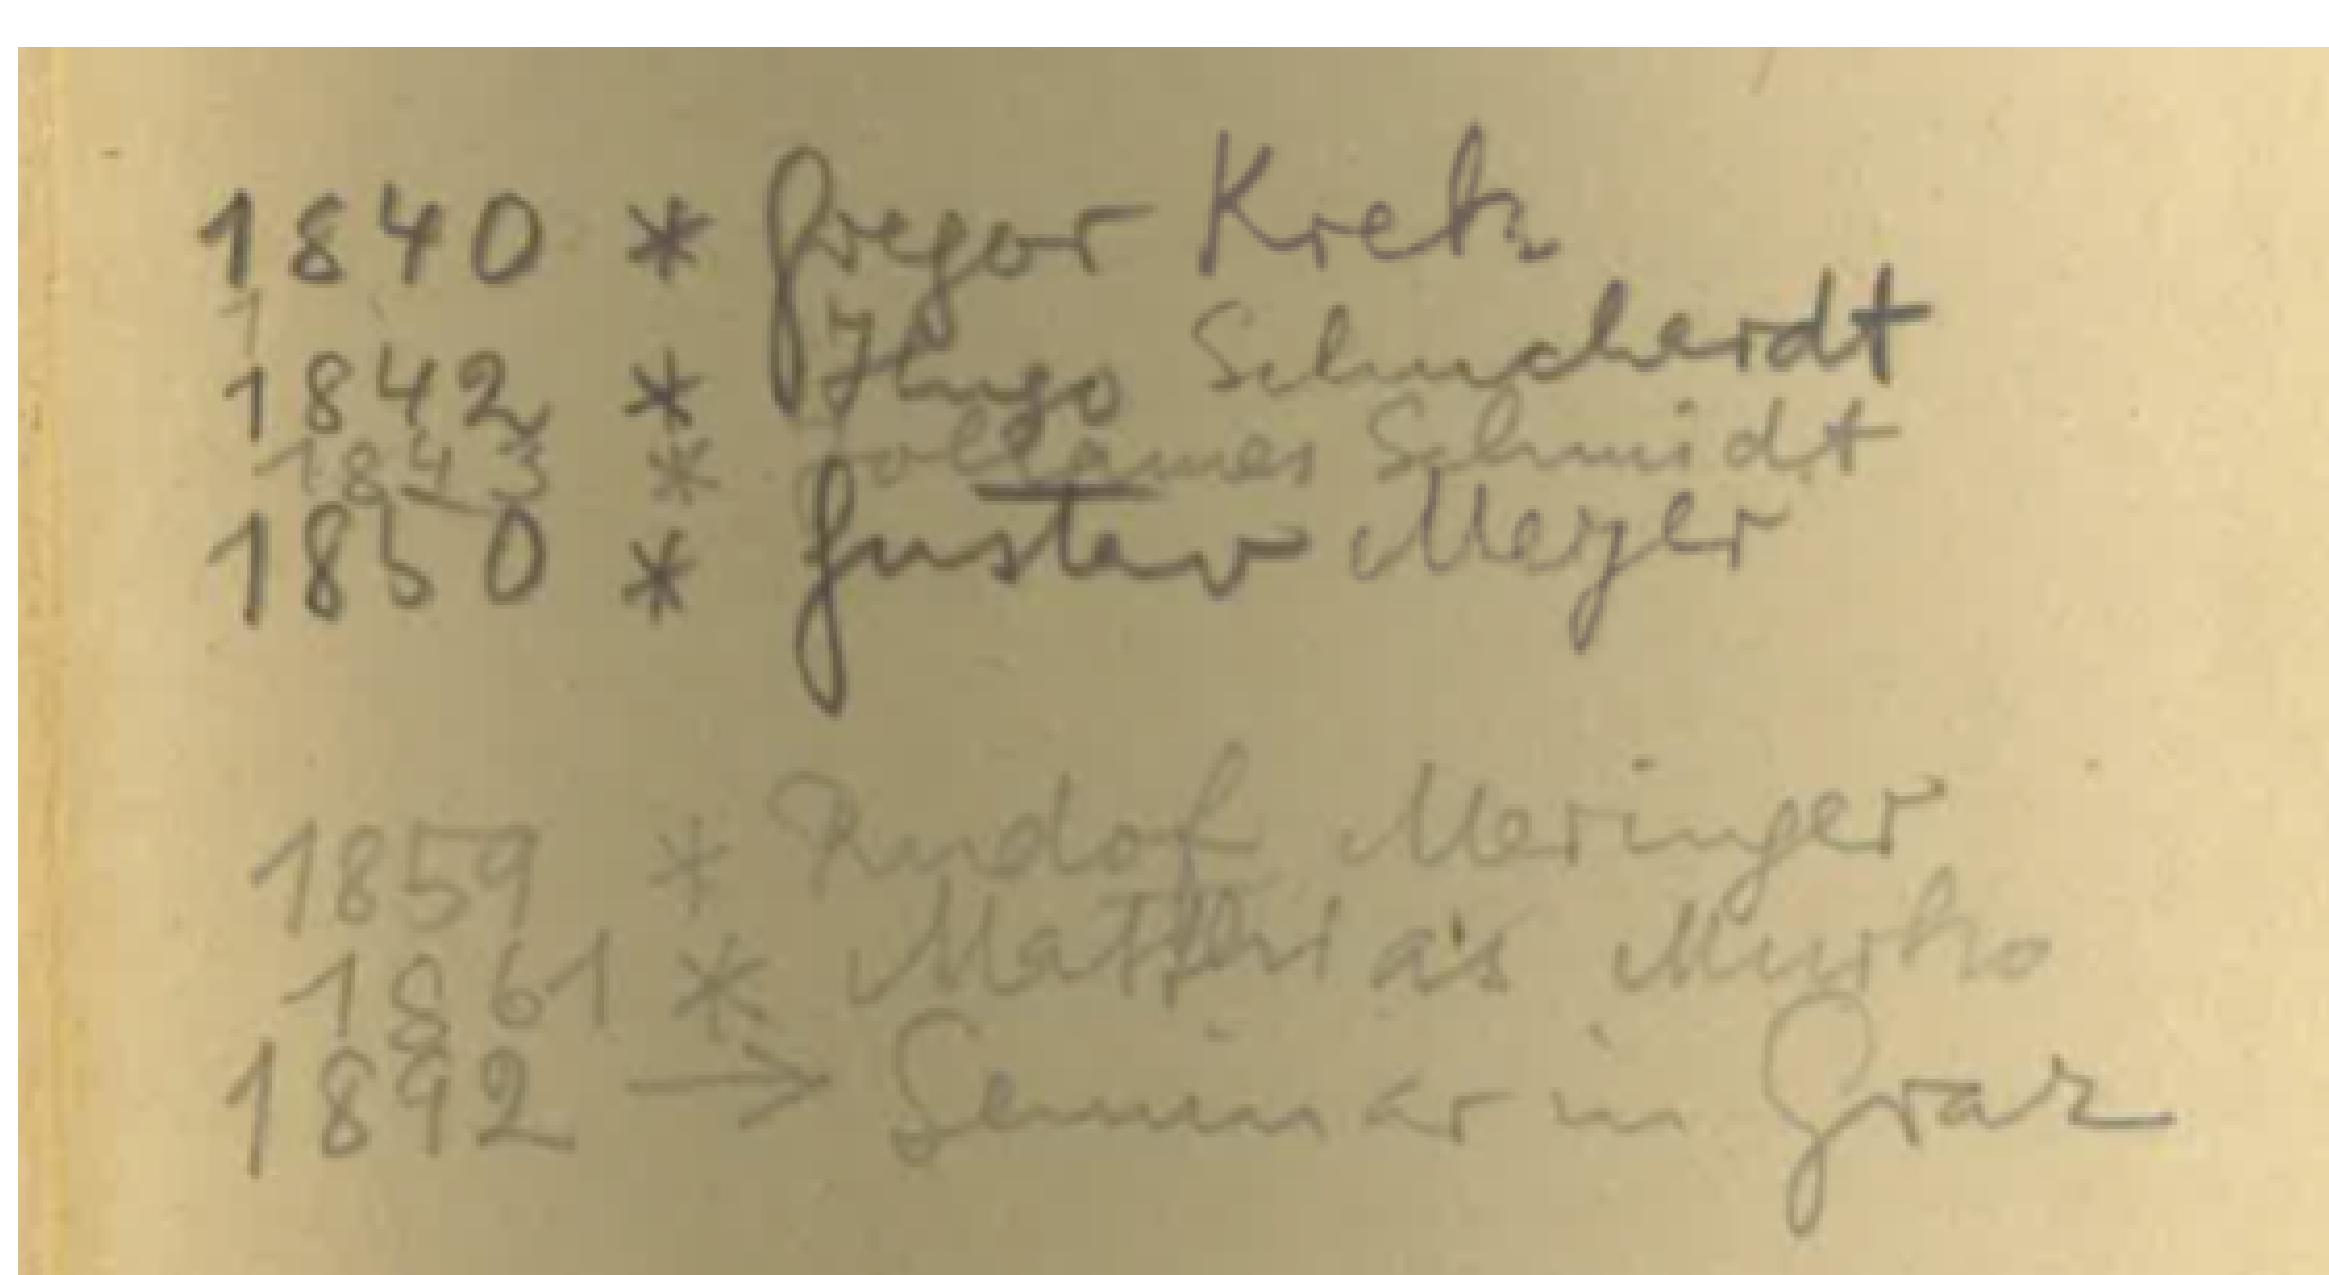 1840 * Gregor Krek
1
1842 * Hugo Schuchardt
1843 * Johannes Schmidt
1850 * Gustav Meyer
1859 * Rudolf Meringer
1861 * Matthias Murko
1892 → Seminar in Graz